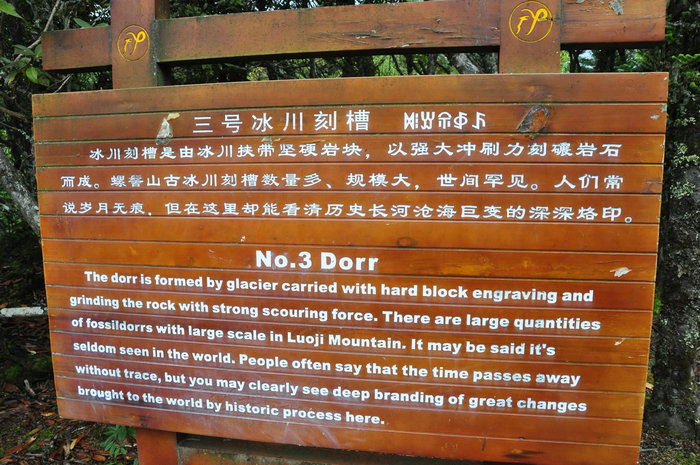 三号冰川刻槽
冰川刻槽是由冰川挟带坚硬岩块，以强大冲刷力刻碾岩石
而成。螺髻山古冰川刻槽数量多、规模大，世间罕见。人们常
说岁月无痕，但在这里却能看清历史长河沧海巨变的深深烙印。
No.3 Dorr
The dorr is formed by glacier carried with hard block engraving and
grinding the rock with strong scouring force. There are large quantities
of fossildorrs with large scale in Luoji Mountain. It may be said it's
seldom seen in the world. People often say that the time passes away
without trace, but you may clearly see deep branding of great changes
brought to the world by historic process here.